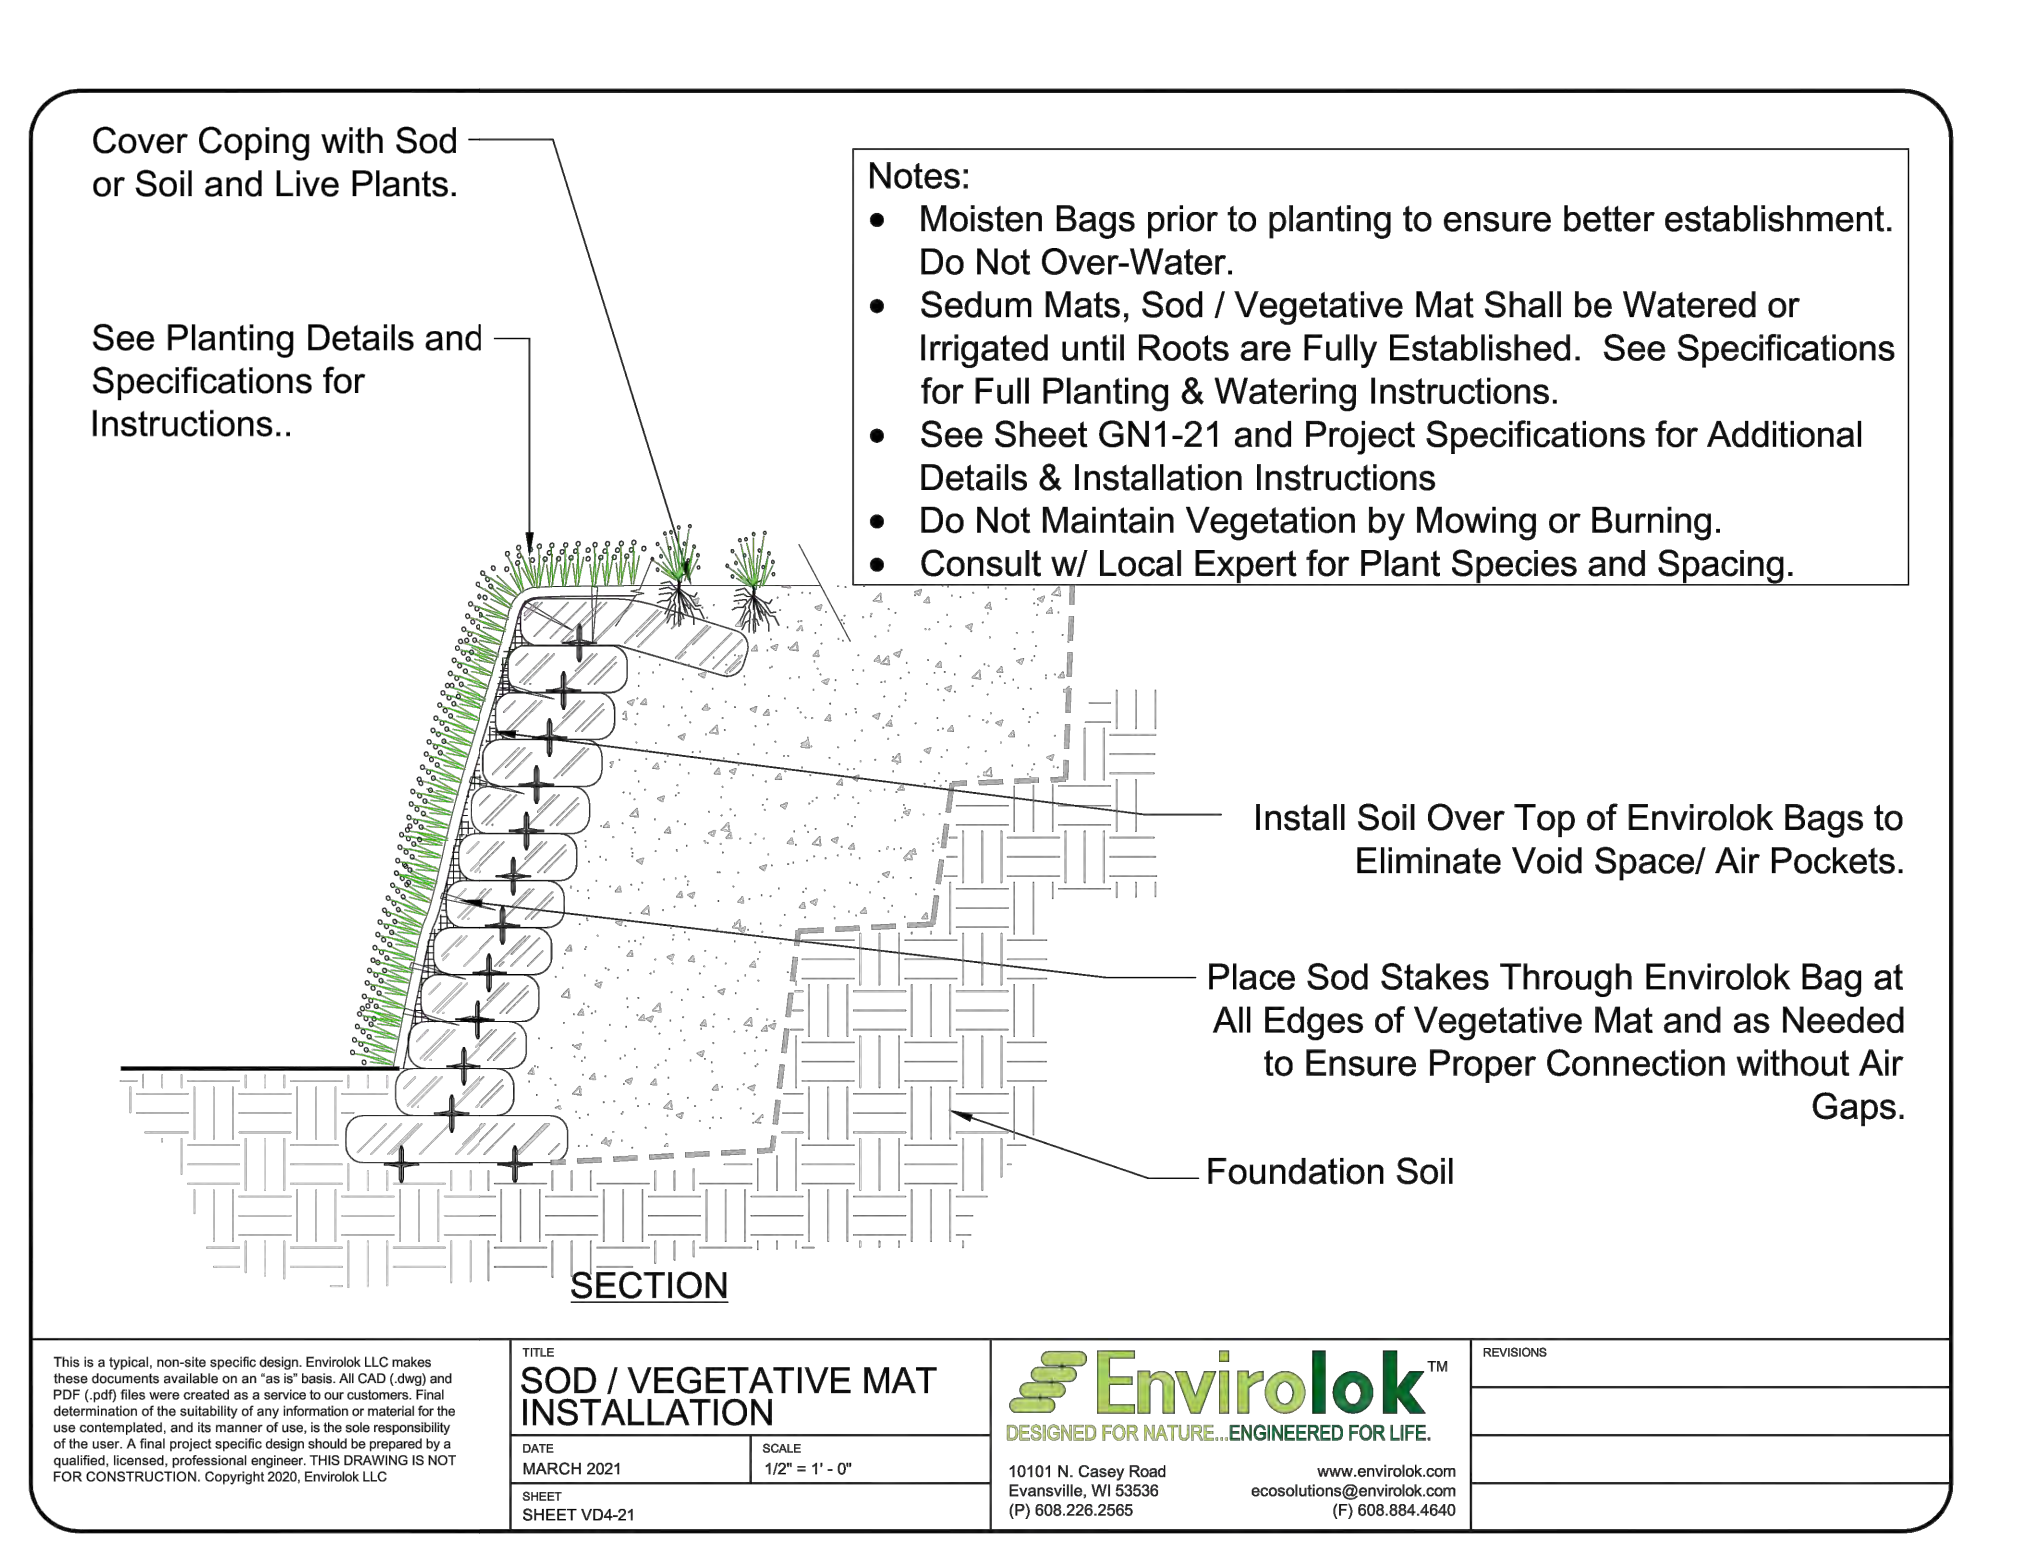 Cover Coping with Sod
or Soil and Live Plants.
See Planting Details and
Specifications for
Instructions..
Notes:
• Moisten Bags prior to planting to ensure better establishment.
Do Not Over-Water.
• Sedum Mats, Sod / Vegetative Mat Shall be Watered or
Irrigated until Roots are Fully Established.  See Specifications
for Full Planting & Watering Instructions.
• See Sheet GN1-21 and Project Specifications for Additional
Details & Installation Instructions
• Do Not Maintain Vegetation by Mowing or Burning.
• Consult w/ Local Expert for Plant Species and Spacing.
Install Soil Over Top of Envirolok Bags to
Eliminate Void Space/ Air Pockets.
Place Sod Stakes Through Envirolok Bag at
All Edges of Vegetative Mat and as Needed
to Ensure Proper Connection without Air
Gaps.
Foundation Soil
SECTION
This is a typical, non-site specific design. Envirolok LLC makes
these documents available on an "as is" basis. All CAD (.dwg) and
PDF (.pdf) files were created as a service to our customers. Final
determination of the suitability of any information or material for the
use contemplated, and its manner of use, is the sole responsibility
of the user. A final project specific design should be prepared by a
qualified, licensed, professional engineer. THIS DRAWING IS NOT
FOR CONSTRUCTION. Copyright 2020, Envirolok LLC
TITLE
SOD / VEGETATIVE MAT
INSTALLATION
DATE
MARCH 2021
SCALE
1/2" = 1' - 0"
SHEET
SHEET VD4-21
Envirolok™
DESIGNED FOR NATURE...ENGINEERED FOR LIFE.
10101 N. Casey Road
Evansville, WI 53536
(P) 608.226.2565
www.envirolok.com
ecosolutions@envirolok.com
(F) 608.884.4640
REVISIONS